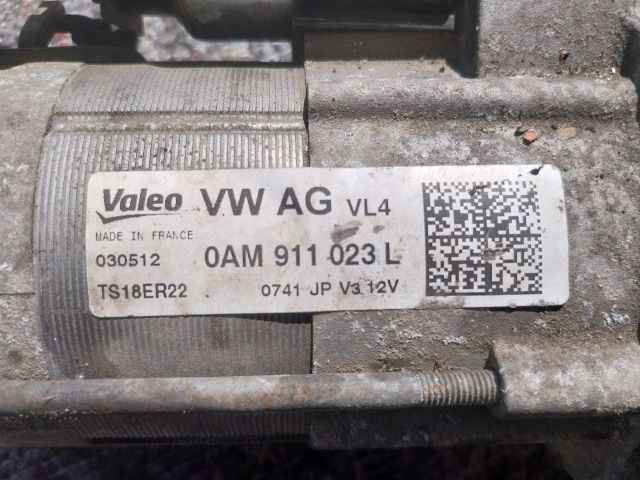 Valeo VW AG VL4
MADE IN FRANCE
030512 0AM 911 023 L
TS18ER22 0741 JP V3 12V